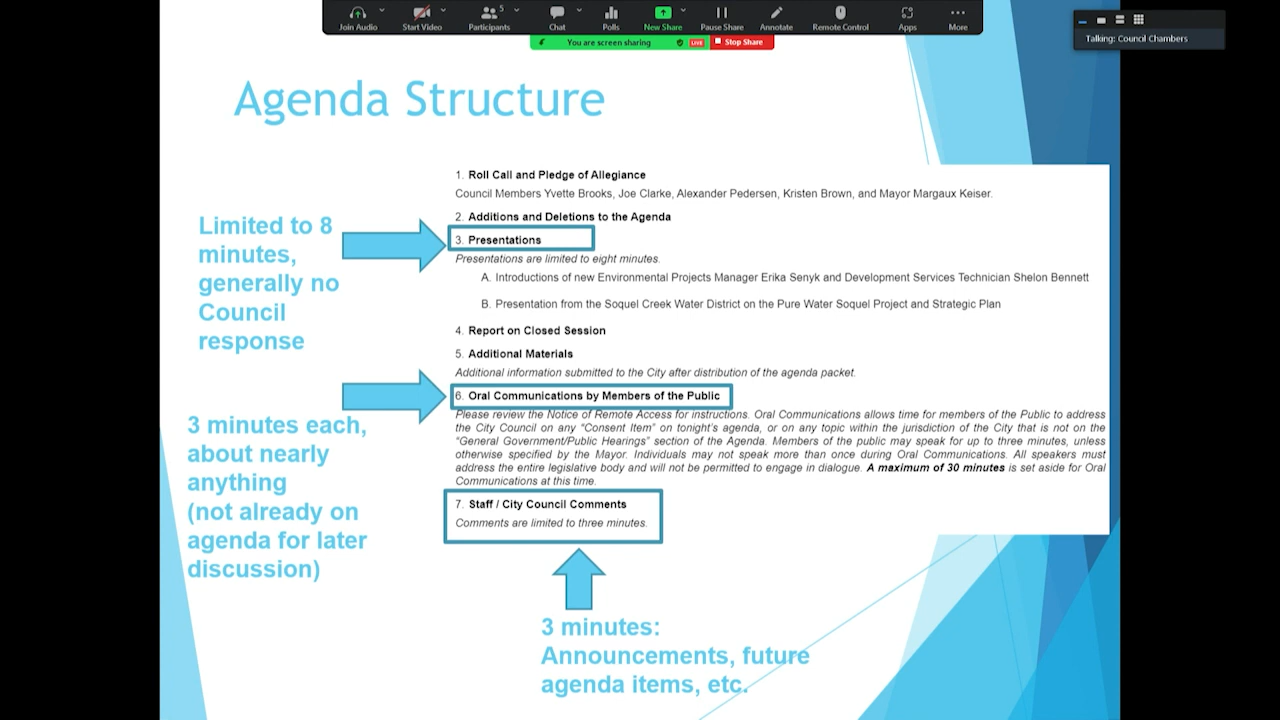 Join Audio
Start Video
Participants
5
Chat
Polls
New Share
Pause Share
Annotate
Remote Control
Apps
More
You are screen sharing
LIVE
Stop Share
Talking: Council Chambers
Agenda Structure
1. Roll Call and Pledge of Allegiance
Council Members Yvette Brooks, Joe Clarke, Alexander Pedersen, Kristen Brown, and Mayor Margaux Keiser.
2. Additions and Deletions to the Agenda
3. Presentations
Presentations are limited to eight minutes.
A. Introductions of new Environmental Projects Manager Erika Senyk and Development Services Technician Shelon Bennett
B. Presentation from the Soquel Creek Water District on the Pure Water Soquel Project and Strategic Plan
4. Report on Closed Session
5. Additional Materials
Additional information submitted to the City after distribution of the agenda packet.
6. Oral Communications by Members of the Public
Please review the Notice of Remote Access for instructions. Oral Communications allows time for members of the Public to address
the City Council on any “Consent Item” on tonight’s agenda, or on any topic within the jurisdiction of the City that is not on the
“General Government/Public Hearings” section of the Agenda. Members of the public may speak for up to three minutes, unless
otherwise specified by the Mayor. Individuals may not speak more than once during Oral Communications. All speakers must
address the entire legislative body and will not be permitted to engage in dialogue. A maximum of 30 minutes is set aside for Oral
Communications at this time.
7. Staff / City Council Comments
Comments are limited to three minutes.
Limited to 8
minutes,
generally no
Council
response
3 minutes each,
about nearly
anything
(not already on
agenda for later
discussion)
3 minutes:
Announcements, future
agenda items, etc.